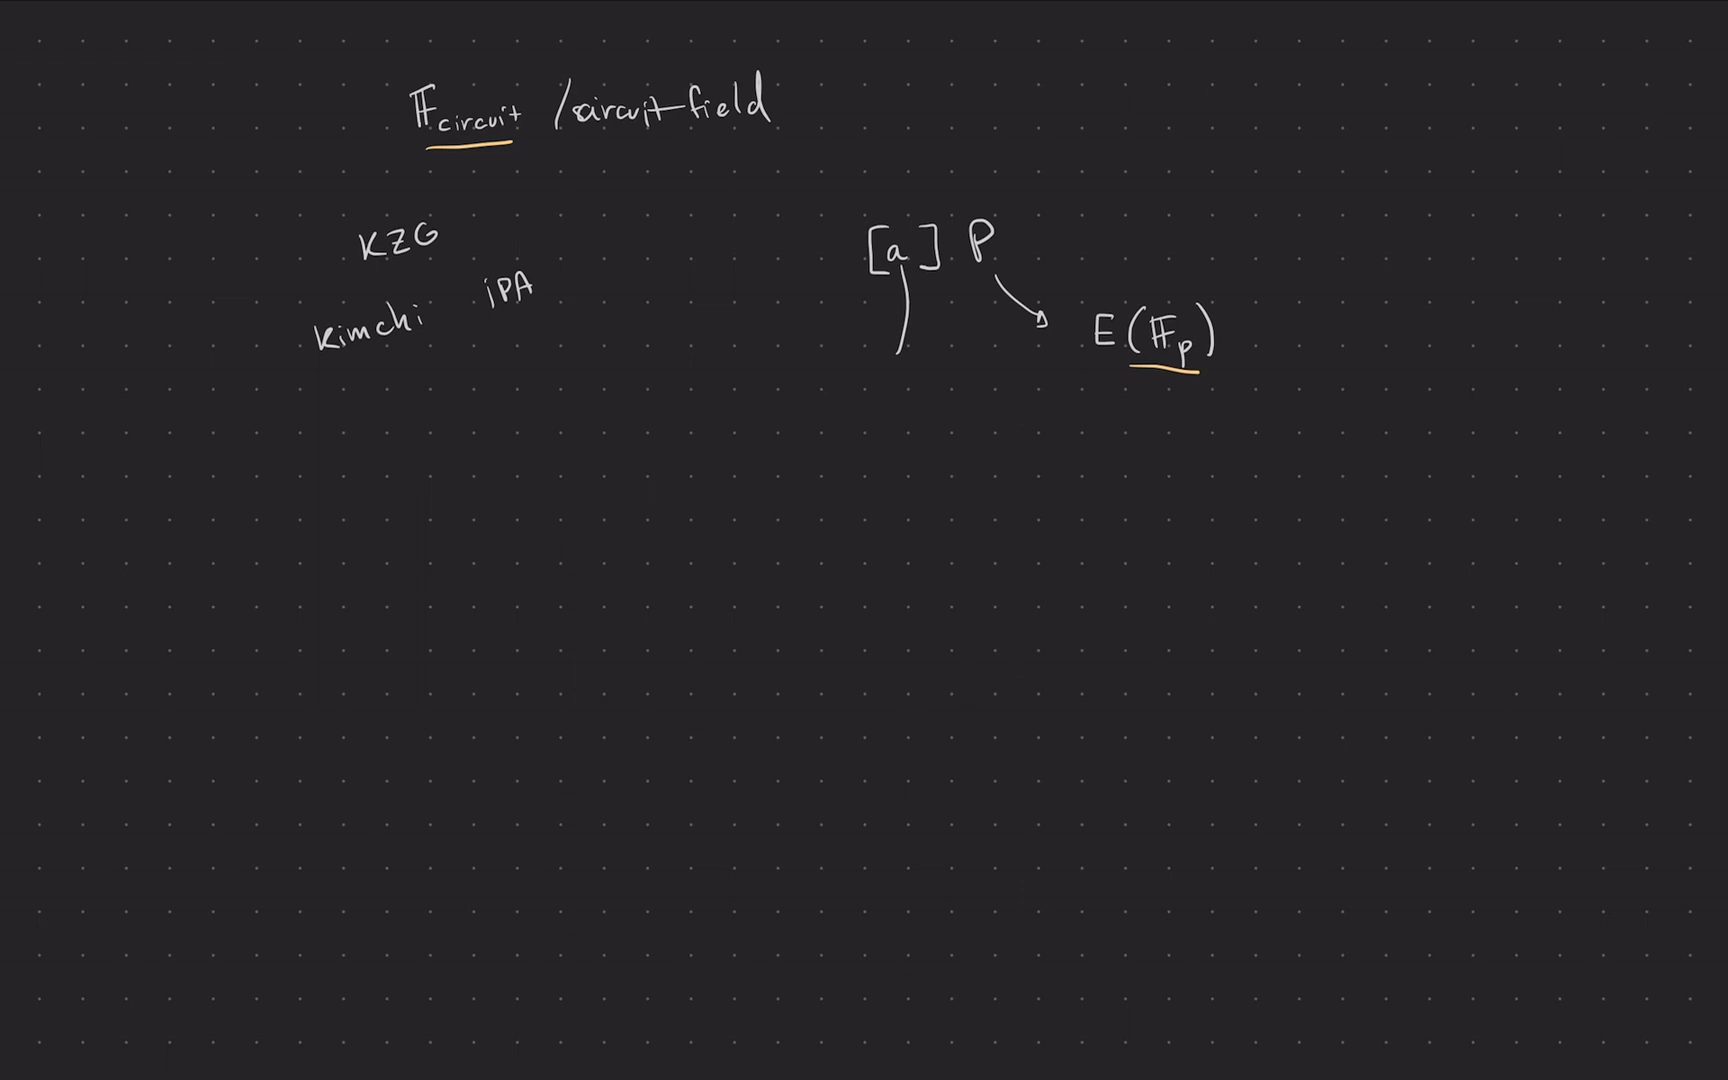 𝔽circuit / circuit-field
KZG
[a] P
iPA
Kimchi
E(𝔽p)